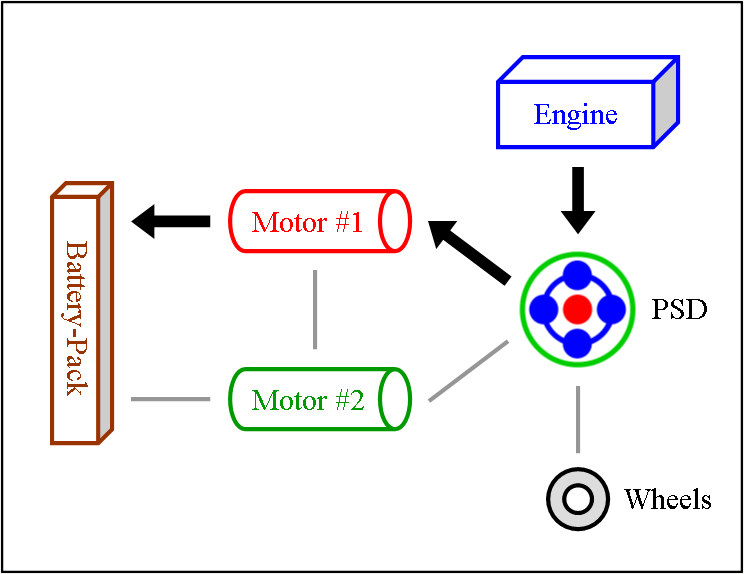 Engine
Motor #1
Battery-Pack
PSD
Motor #2
Wheels